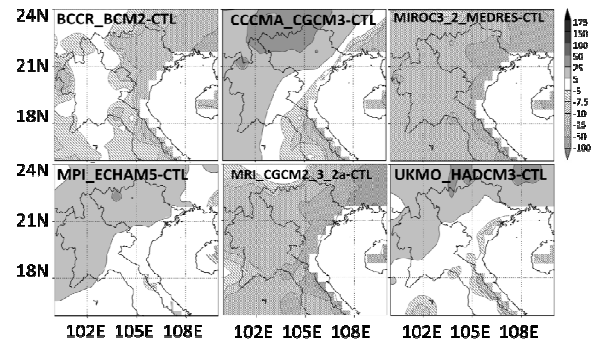 BCCR_BCM2-CTL
CCCMA_CGCM3-CTL
MIROC3_2_MEDRES-CTL
24N
21N
18N
175
150
100
50
25
5
-5
-7.5
-10
-15
-50
-100
MPI_ECHAM5-CTL
MRI_CGCM2_3_2a-CTL
UKMO_HADCM3-CTL
24N
21N
18N
102E 105E 108E
102E 105E 108E
102E 105E 108E